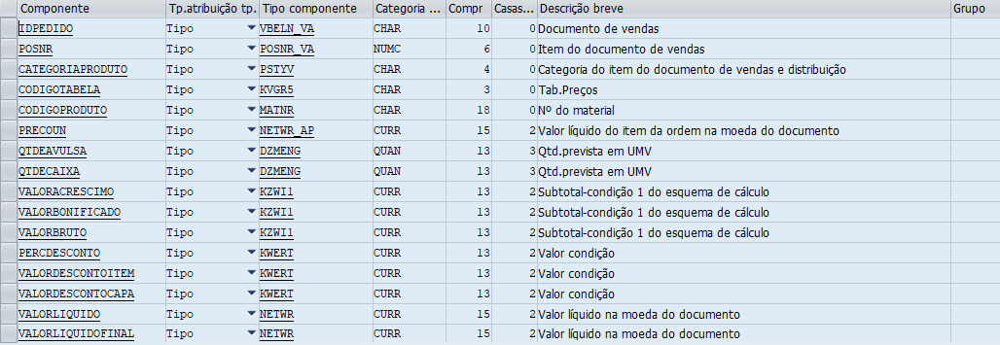 Componente Tp.atribuição tp. Tipo componente Categoria ... Compr Casas... Descrição breve Grupo
IDPEDIDO Tipo VBELN_VA CHAR 10 0 Documento de vendas
POSNR Tipo POSNR_VA NUMC 6 0 Item do documento de vendas
CATEGORIAPRODUTO Tipo PSTYV CHAR 4 0 Categoria do item do documento de vendas e distribuição
CODIGOTABELA Tipo KVGR5 CHAR 3 0 Tab.Preços
CODIGOPRODUTO Tipo MATNR CHAR 18 0 Nº do material
PRECOUN Tipo NETWR_AP CURR 15 2 Valor líquido do item da ordem na moeda do documento
QTDEAVULSA Tipo DZMENG QUAN 13 3 Qtd.prevista em UMV
QTDECAIXA Tipo DZMENG QUAN 13 3 Qtd.prevista em UMV
VALORACRESCIMO Tipo KZWI1 CURR 13 2 Subtotal-condição 1 do esquema de cálculo
VALORBONIFICADO Tipo KZWI1 CURR 13 2 Subtotal-condição 1 do esquema de cálculo
VALORBRUTO Tipo KZWI1 CURR 13 2 Subtotal-condição 1 do esquema de cálculo
PERCDESCONTO Tipo KWERT CURR 13 2 Valor condição
VALORDESCONTOITEM Tipo KWERT CURR 13 2 Valor condição
VALORDESCONTOCAPA Tipo KWERT CURR 13 2 Valor condição
VALORLIQUIDO Tipo NETWR CURR 15 2 Valor líquido na moeda do documento
VALORLIQUIDOFINAL Tipo NETWR CURR 15 2 Valor líquido na moeda do documento